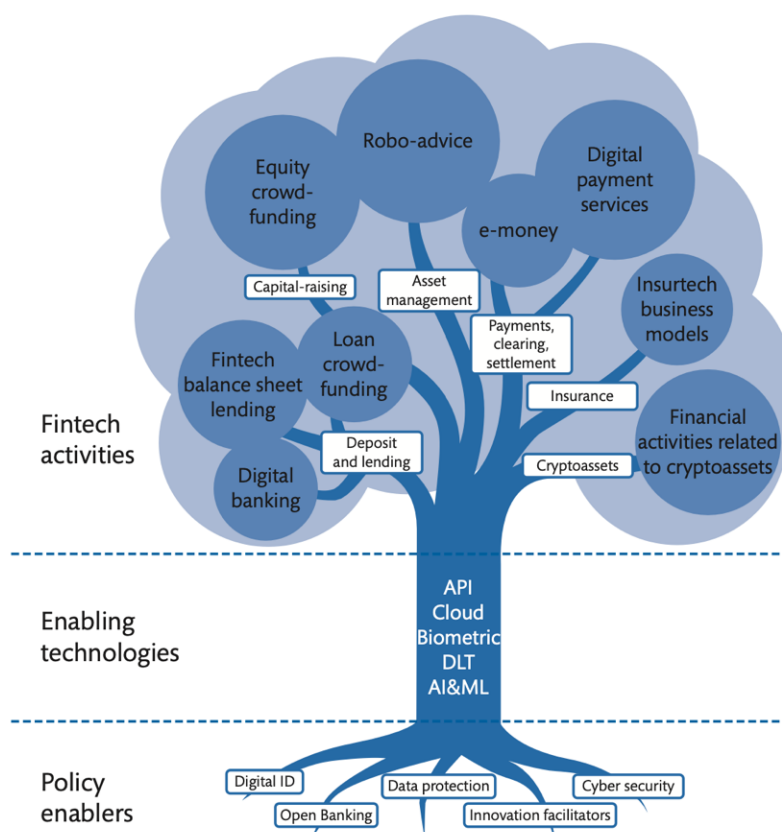 Robo-advice
Equity
crowd-
funding
Digital
payment
services
e-money
Capital-raising
Asset
management
Insurtech
business
models
Payments,
clearing,
settlement
Loan
crowd-
funding
Fintech
balance sheet
lending
Insurance
Fintech
activities
Deposit
and lending
Financial
activities related
to cryptoassets
Cryptoassets
Digital
banking
Enabling
technologies
API
Cloud
Biometric
DLT
AI&ML
Policy
enablers
Digital ID
Data protection
Cyber security
Open Banking
Innovation facilitators